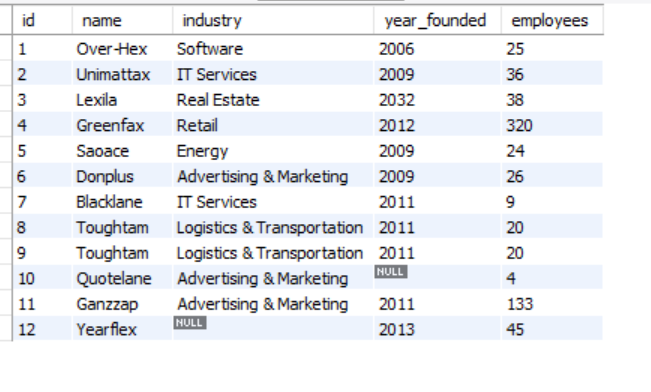 id name industry year_founded employees
1 Over-Hex Software 2006 25
2 Unimattax IT Services 2009 36
3 Lexila Real Estate 2032 38
4 Greenfax Retail 2012 320
5 Saoace Energy 2009 24
6 Donplus Advertising & Marketing 2009 26
7 Blacklane IT Services 2011 9
8 Toughtam Logistics & Transportation 2011 20
9 Toughtam Logistics & Transportation 2011 20
10 Quotelane Advertising & Marketing NULL 4
11 Ganzzap Advertising & Marketing 2011 133
12 Yearflex NULL 2013 45